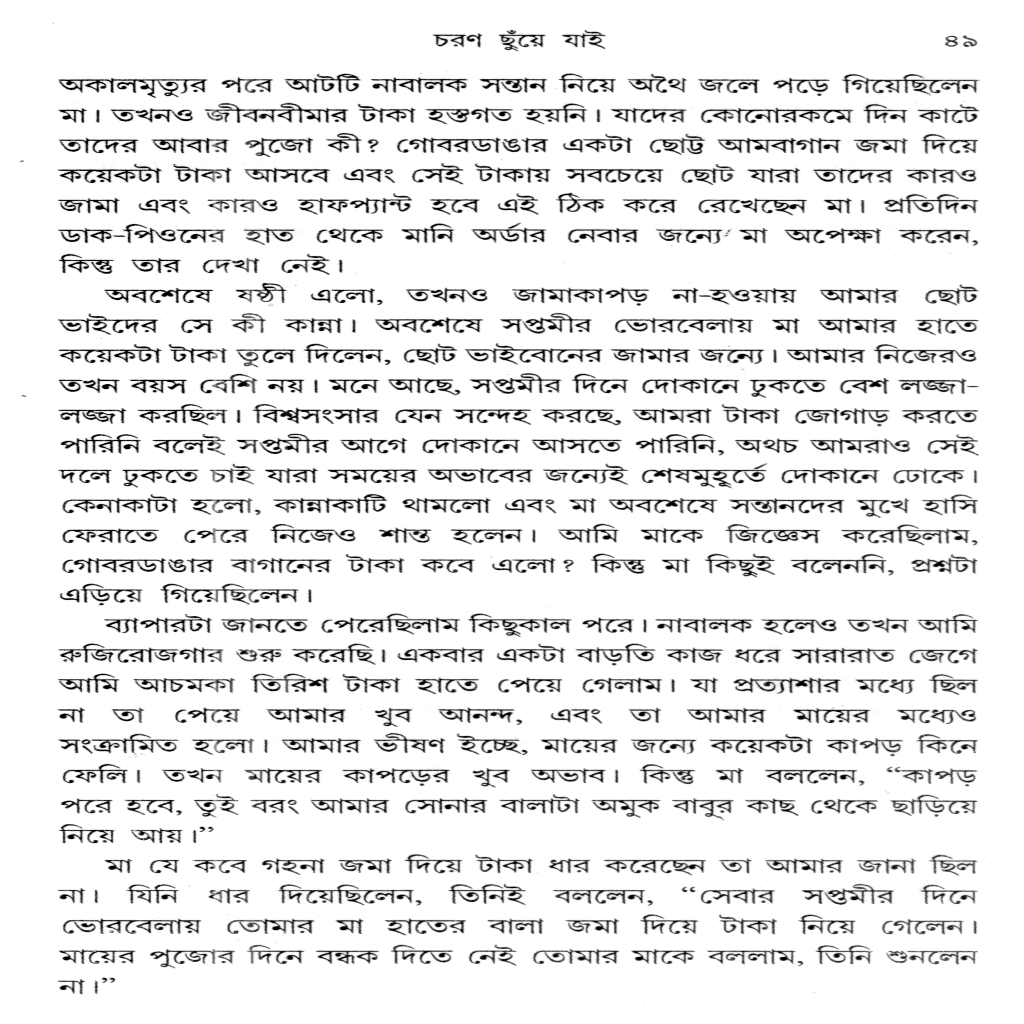 চরণ ছুঁয়ে যাই ৪৯
অকালমৃত্যুর পরে আটটি নাবালক সন্তান নিয়ে অথৈ জলে পড়ে গিয়েছিলেন
মা। তখনও জীবনবীমার টাকা হস্তগত হয়নি। যাদের কোনোরকমে দিন কাটে
তাদের আবার পুজো কী? গোবরডাঙার একটা ছোট্ট আমবাগান জমা দিয়ে
কয়েকটা টাকা আসবে এবং সেই টাকায় সবচেয়ে ছোট যারা তাদের কারও
জামা এবং কারও হাফপ্যান্ট হবে এই ঠিক করে রেখেছেন মা। প্রতিদিন
ডাক-পিওনের হাত থেকে মানি অর্ডার নেবার জন্যে মা অপেক্ষা করেন,
কিন্তু তার দেখা নেই।
অবশেষে ষষ্ঠী এলো, তখনও জামাকাপড় না-হওয়ায় আমার ছোট
ভাইদের সে কী কান্না। অবশেষে সপ্তমীর ভোরবেলায় মা আমার হাতে
কয়েকটা টাকা তুলে দিলেন, ছোট ভাইবোনের জামার জন্যে। আমার নিজেরও
তখন বয়স বেশি নয়। মনে আছে, সপ্তমীর দিনে দোকানে ঢুকতে বেশ লজ্জা-
লজ্জা করছিল। বিশ্বসংসার যেন সন্দেহ করছে, আমরা টাকা জোগাড় করতে
পারিনি বলেই সপ্তমীর আগে দোকানে আসতে পারিনি, অথচ আমরাও সেই
দলে ঢুকতে চাই যারা সময়ের অভাবের জন্যেই শেষমুহূর্তে দোকানে ঢোকে।
কেনাকাটা হলো, কান্নাকাটি থামলো এবং মা অবশেষে সন্তানদের মুখে হাসি
ফেরাতে পেরে নিজেও শান্ত হলেন। আমি মাকে জিজ্ঞেস করেছিলাম,
গোবরডাঙার বাগানের টাকা কবে এলো? কিন্তু মা কিছুই বলেননি, প্রশ্নটা
এড়িয়ে গিয়েছিলেন।
ব্যাপারটা জানতে পেরেছিলাম কিছুকাল পরে। নাবালক হলেও তখন আমি
রুজিরোজগার শুরু করেছি। একবার একটা বাড়তি কাজ ধরে সারারাত জেগে
আমি আচমকা তিরিশ টাকা হাতে পেয়ে গেলাম। যা প্রত্যাশার মধ্যে ছিল
না তা পেয়ে আমার খুব আনন্দ, এবং তা আমার মায়ের মধ্যেও
সংক্রামিত হলো। আমার ভীষণ ইচ্ছে, মায়ের জন্যে কয়েকটা কাপড় কিনে
ফেলি। তখন মায়ের কাপড়ের খুব অভাব। কিন্তু মা বললেন, “কাপড়
পরে হবে, তুই বরং আমার সোনার বালাটা অমুক বাবুর কাছ থেকে ছাড়িয়ে
নিয়ে আয়।”
মা যে কবে গহনা জমা দিয়ে টাকা ধার করেছেন তা আমার জানা ছিল
না। যিনি ধার দিয়েছিলেন, তিনিই বললেন, “সেবার সপ্তমীর দিনে
ভোরবেলায় তোমার মা হাতের বালা জমা দিয়ে টাকা নিয়ে গেলেন।
মায়ের পুজোর দিনে বন্ধক দিতে নেই তোমার মাকে বললাম, তিনি শুনলেন
না।”